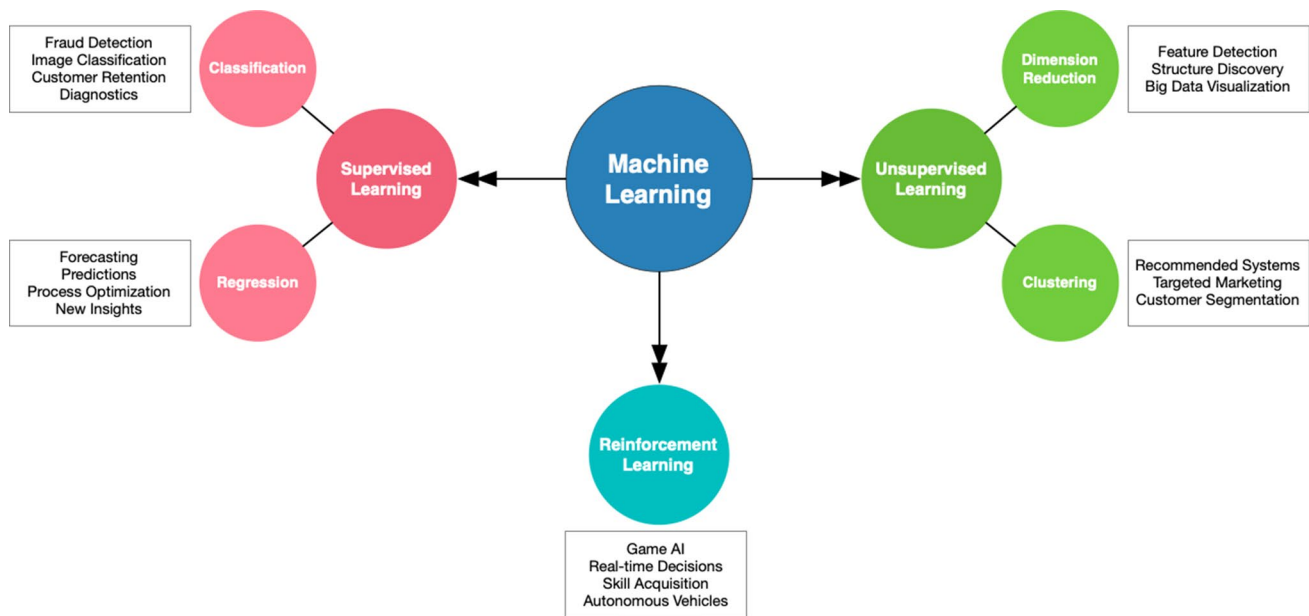 Fraud Detection
Image Classification
Customer Retention
Diagnostics
Classification
Supervised
Learning
Forecasting
Predictions
Process Optimization
New Insights
Regression
Machine
Learning
Dimension
Reduction
Feature Detection
Structure Discovery
Big Data Visualization
Unsupervised
Learning
Clustering
Recommended Systems
Targeted Marketing
Customer Segmentation
Reinforcement
Learning
Game AI
Real-time Decisions
Skill Acquisition
Autonomous Vehicles